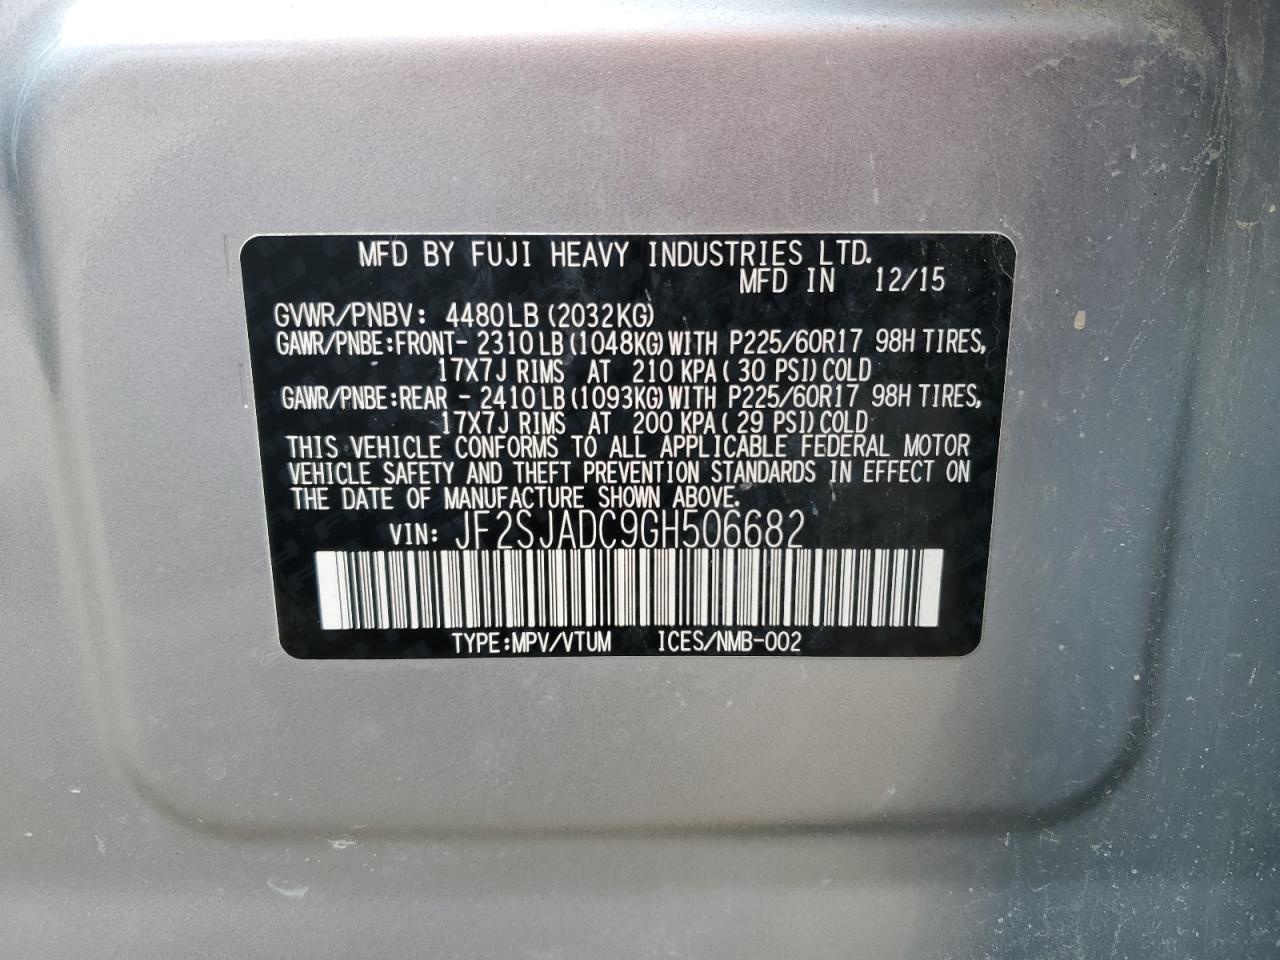 MFD BY FUJI HEAVY INDUSTRIES LTD.
MFD IN 12/15
GVWR/PNBV: 4480LB (2032KG)
GAWR/PNBE:FRONT- 2310LB (1048KG) WITH P225/60R17 98H TIRES,
17X7J RIMS AT 210 KPA ( 30 PSI) COLD
GAWR/PNBE:REAR - 2410LB (1093KG) WITH P225/60R17 98H TIRES,
17X7J RIMS AT 200 KPA ( 29 PSI) COLD
THIS VEHICLE CONFORMS TO ALL APPLICABLE FEDERAL MOTOR
VEHICLE SAFETY AND THEFT PREVENTION STANDARDS IN EFFECT ON
THE DATE OF MANUFACTURE SHOWN ABOVE.
VIN: JF2SJADC9GH506682
TYPE:MPV/VTUM ICES/NMB-002